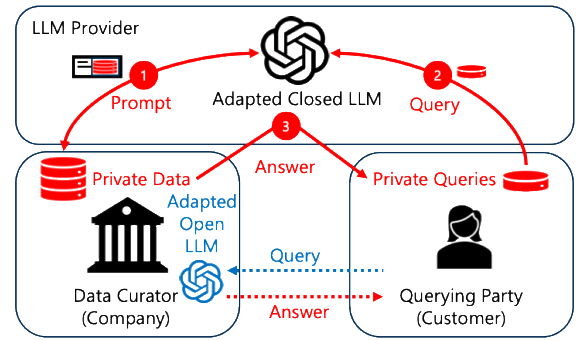 LLM Provider
1
2
Prompt
Adapted Closed LLM
Query
3
Private Data
Answer
Private Queries
Adapted
Open
LLM
Query
Data Curator
(Company)
Answer
Querying Party
(Customer)